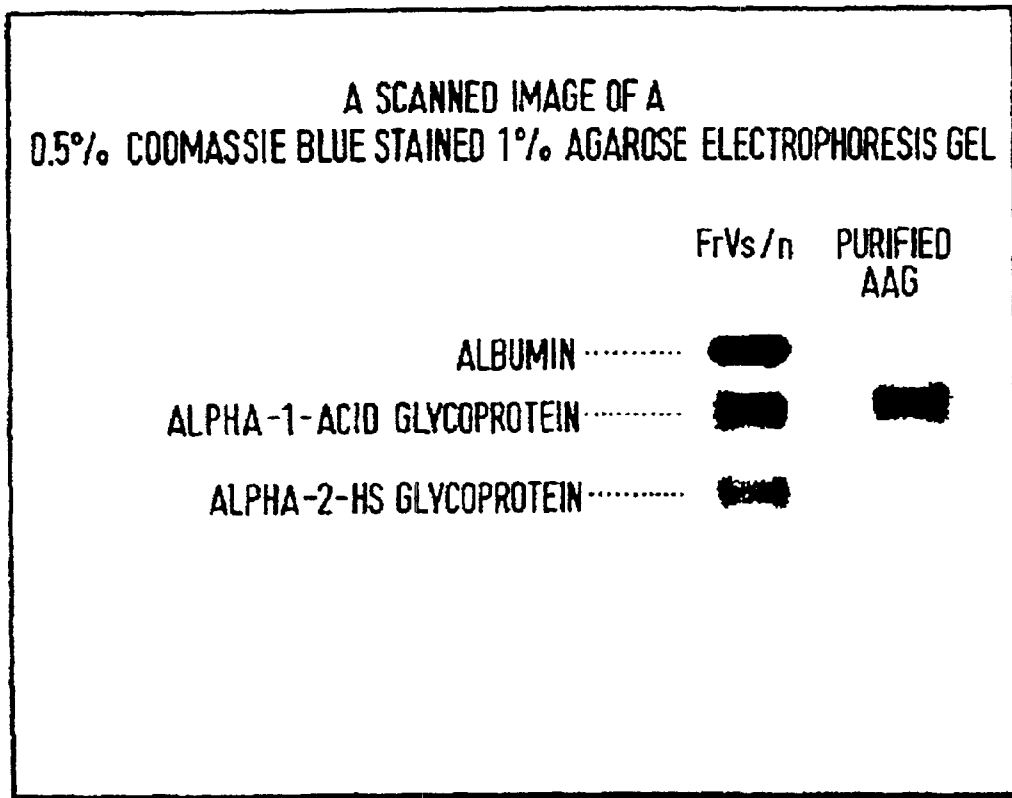 A SCANNED IMAGE OF A
0.5% COOMASSIE BLUE STAINED 1% AGAROSE ELECTROPHORESIS GEL
FrVs/n PURIFIED AAG
ALBUMIN
ALPHA-1-ACID GLYCOPROTEIN
ALPHA-2-HS GLYCOPROTEIN